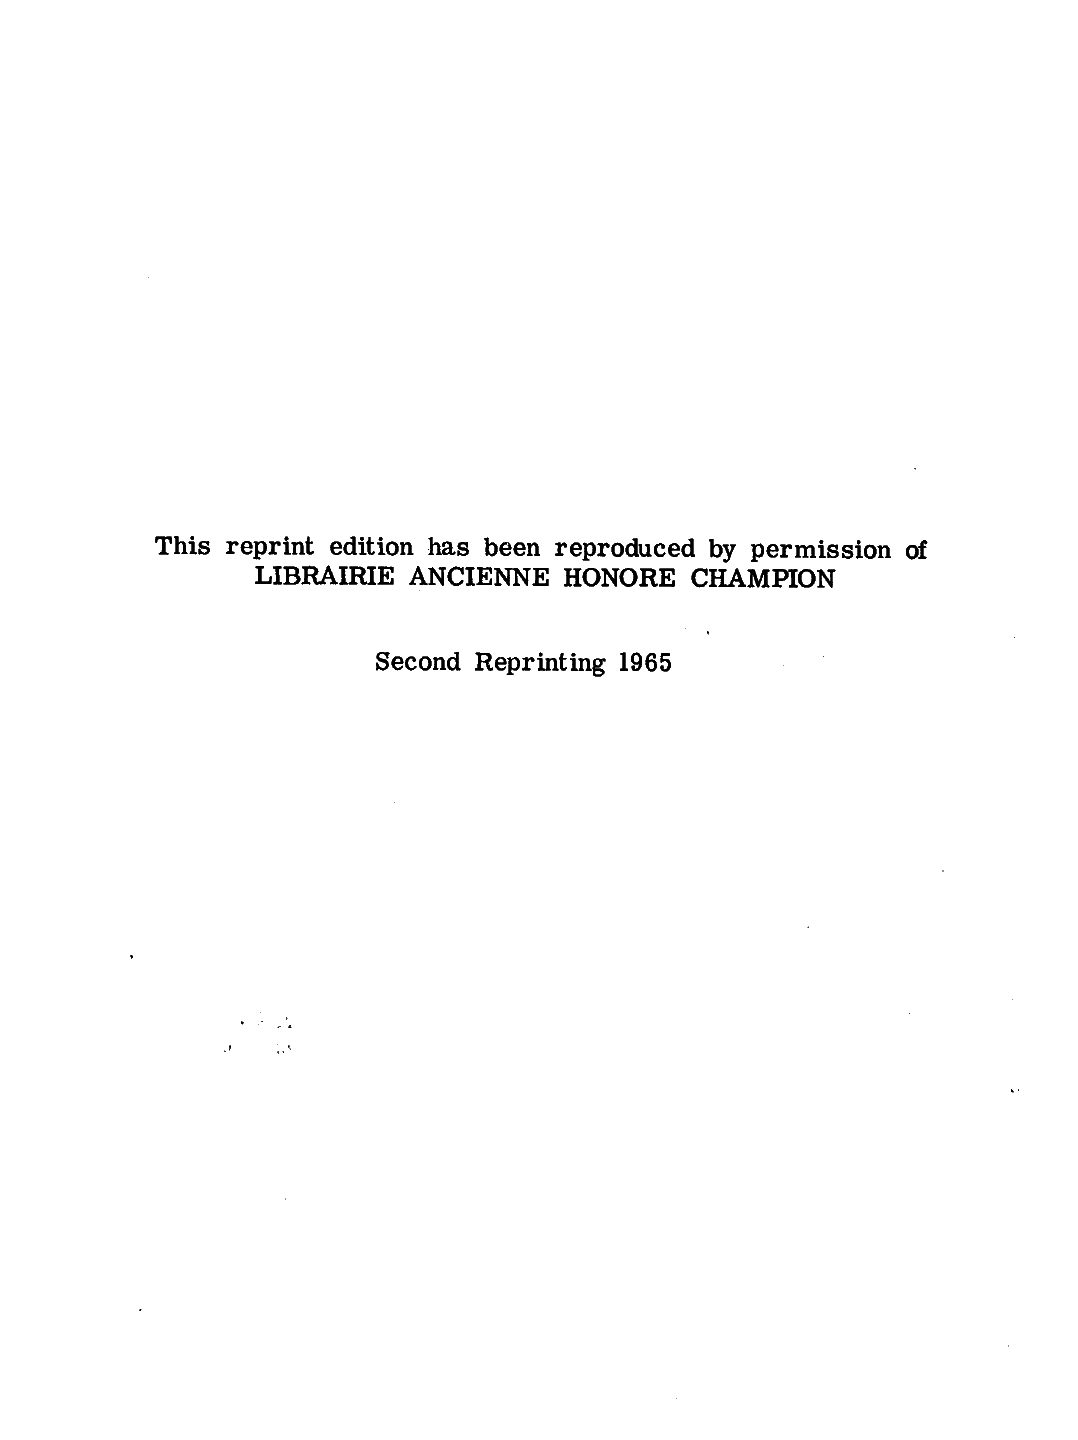 This reprint edition has been reproduced by permission of
LIBRAIRIE ANCIENNE HONORE CHAMPION
Second Reprinting 1965